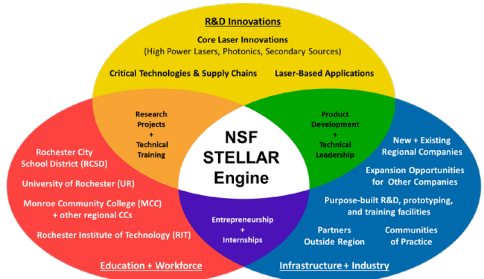 R&D Innovations
Core Laser Innovations
(High Power Lasers, Photonics, Secondary Sources)
Critical Technologies & Supply Chains
Laser-Based Applications
Research
Projects
+
Technical
Training
NSF
STELLAR
Engine
Product
Development
+
Technical
Leadership
Rochester City
School District (RCSD)
University of Rochester (UR)
Monroe Community College (MCC)
+ other regional CCs
Rochester Institute of Technology (RIT)
Entrepreneurship
+
Internships
New + Existing
Regional Companies
Expansion Opportunities
for Other Companies
Purpose-built R&D, prototyping,
and training facilities
Partners
Outside Region
Communities
of Practice
Education + Workforce
Infrastructure + Industry